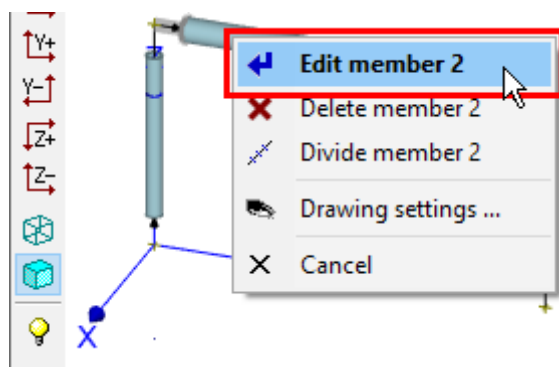 Y+
Y-
Z+
Z-
X
Edit member 2
Delete member 2
Divide member 2
Drawing settings ...
Cancel